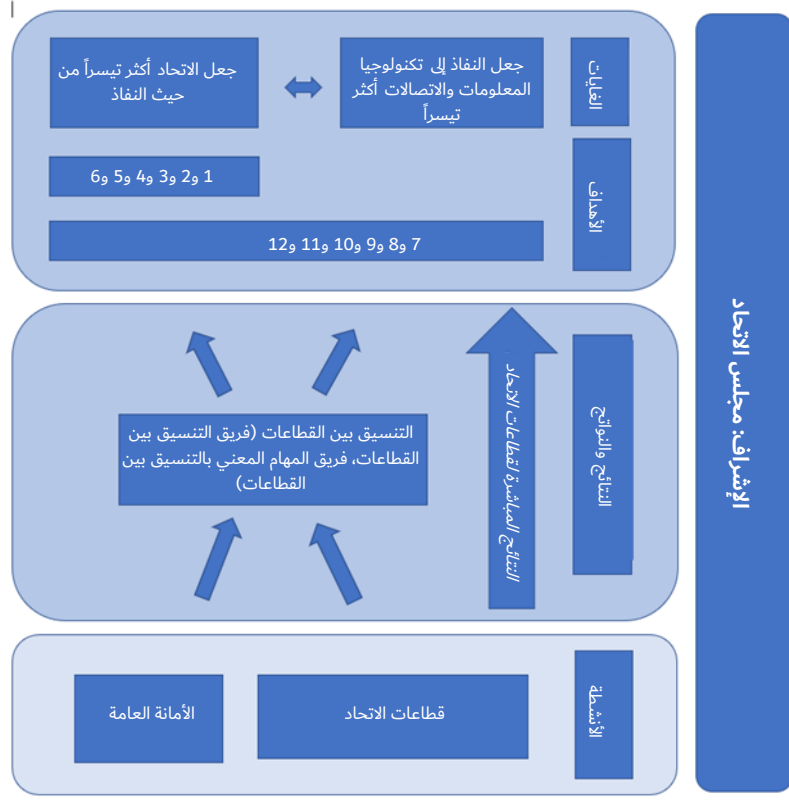 الإشراف: مجلس الاتحاد
الغايات
جعل النفاذ إلى تكنولوجيا
المعلومات والاتصالات أكثر
تيسراً
جعل الاتحاد أكثر تيسراً من
حيث النفاذ
الأهداف
1 و2 و3 و4 و5 و6
7 و8 و9 و10 و11 و12
النتائج والنواتج
النتائج المباشرة لقطاعات الاتحاد
التنسيق بين القطاعات (فريق التنسيق بين
القطاعات، فريق المهام المعني بالتنسيق بين
القطاعات)
الأنشطة
قطاعات الاتحاد
الأمانة العامة